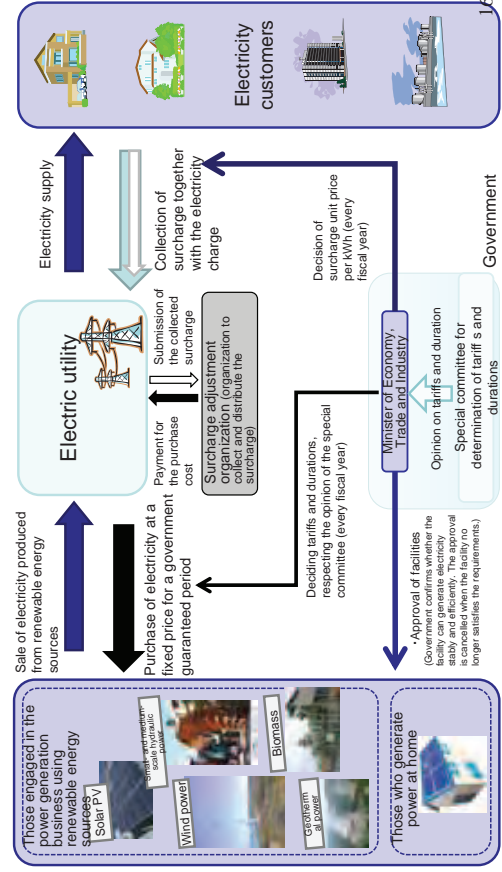 Those engaged in the
power generation
business using
renewable energy
sources
Solar PV
Small- and medium-
scale hydraulic
power
Wind power
Biomass
Geotherm
al power
Those who generate
power at home
Sale of electricity produced
from renewable energy
sources
Purchase of electricity at a
fixed price for a government
guaranteed period
・Approval of facilities
(Government confirms whether the
facility can generate electricity
stably and efficiently. The approval
is cancelled when the facility no
longer satisfies the requirements.)
Electric utility
Payment for
the purchase
cost
Submission of
the collected
surcharge
Surcharge adjustment
organization (organization to
collect and distribute the
surcharge)
Deciding tariffs and durations,
respecting the opinion of the special
committee (every fiscal year)
Minister of Economy,
Trade and Industry
Opinion on tariffs and duration
Special committee for
determination of tariff s and
durations
Government
Electricity supply
Collection of
surcharge together
with the electricity
charge
Decision of
surcharge unit price
per kWh (every
fiscal year)
Electricity
customers
16